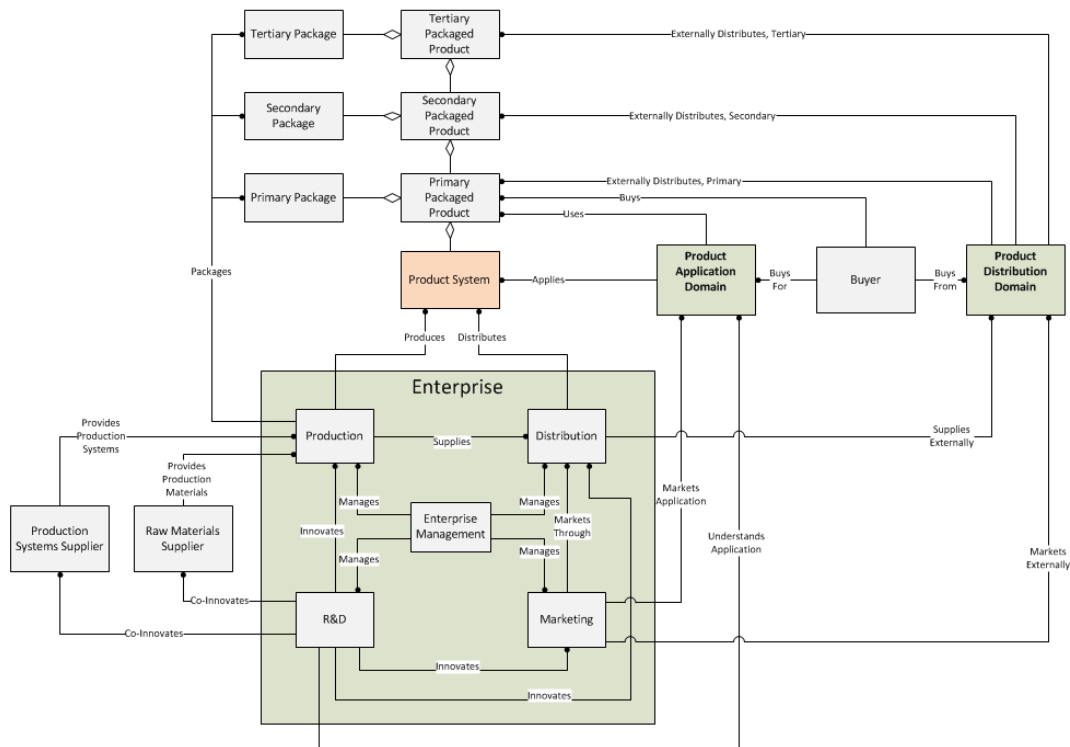 Tertiary Package
Tertiary
Packaged
Product
Externally Distributes, Tertiary
Secondary
Package
Secondary
Packaged
Product
Externally Distributes, Secondary
Primary Package
Primary
Packaged
Product
Externally Distributes, Primary
Buys
Uses
Packages
Product System
Applies
Product
Application
Domain
Buys
For
Buyer
Buys
From
Product
Distribution
Domain
Produces
Distributes
Enterprise
Provides
Production
Systems
Production
Supplies
Distribution
Supplies
Externally
Provides
Production
Materials
Manages
Manages
Markets
Application
Production
Systems Supplier
Raw Materials
Supplier
Innovates
Enterprise
Management
Markets
Through
Understands
Application
Manages
Manages
Markets
Externally
Co-Innovates
R&D
Marketing
Co-Innovates
Innovates
Innovates